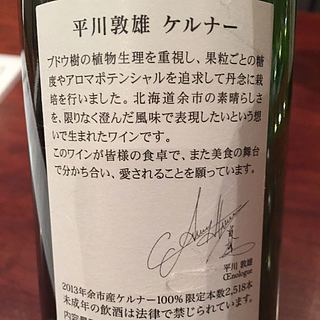 平川敦雄 ケルナー
ブドウ樹の植物生理を重視し、果粒ごとの糖
度やアロマポテンシャルを追求して丹念に栽
培を行いました。北海道余市の素晴らしさ
を、限りなく澄んだ風味で表現したいという想
いで生まれたワインです。
このワインが皆様の食卓で、また美食の舞台
で分かち合い、愛されることを願っています。
平川 敦雄
Œnologue
2013年余市産ケルナー100% 限定本数2,518本
未成年の飲酒は法律で禁じられています。